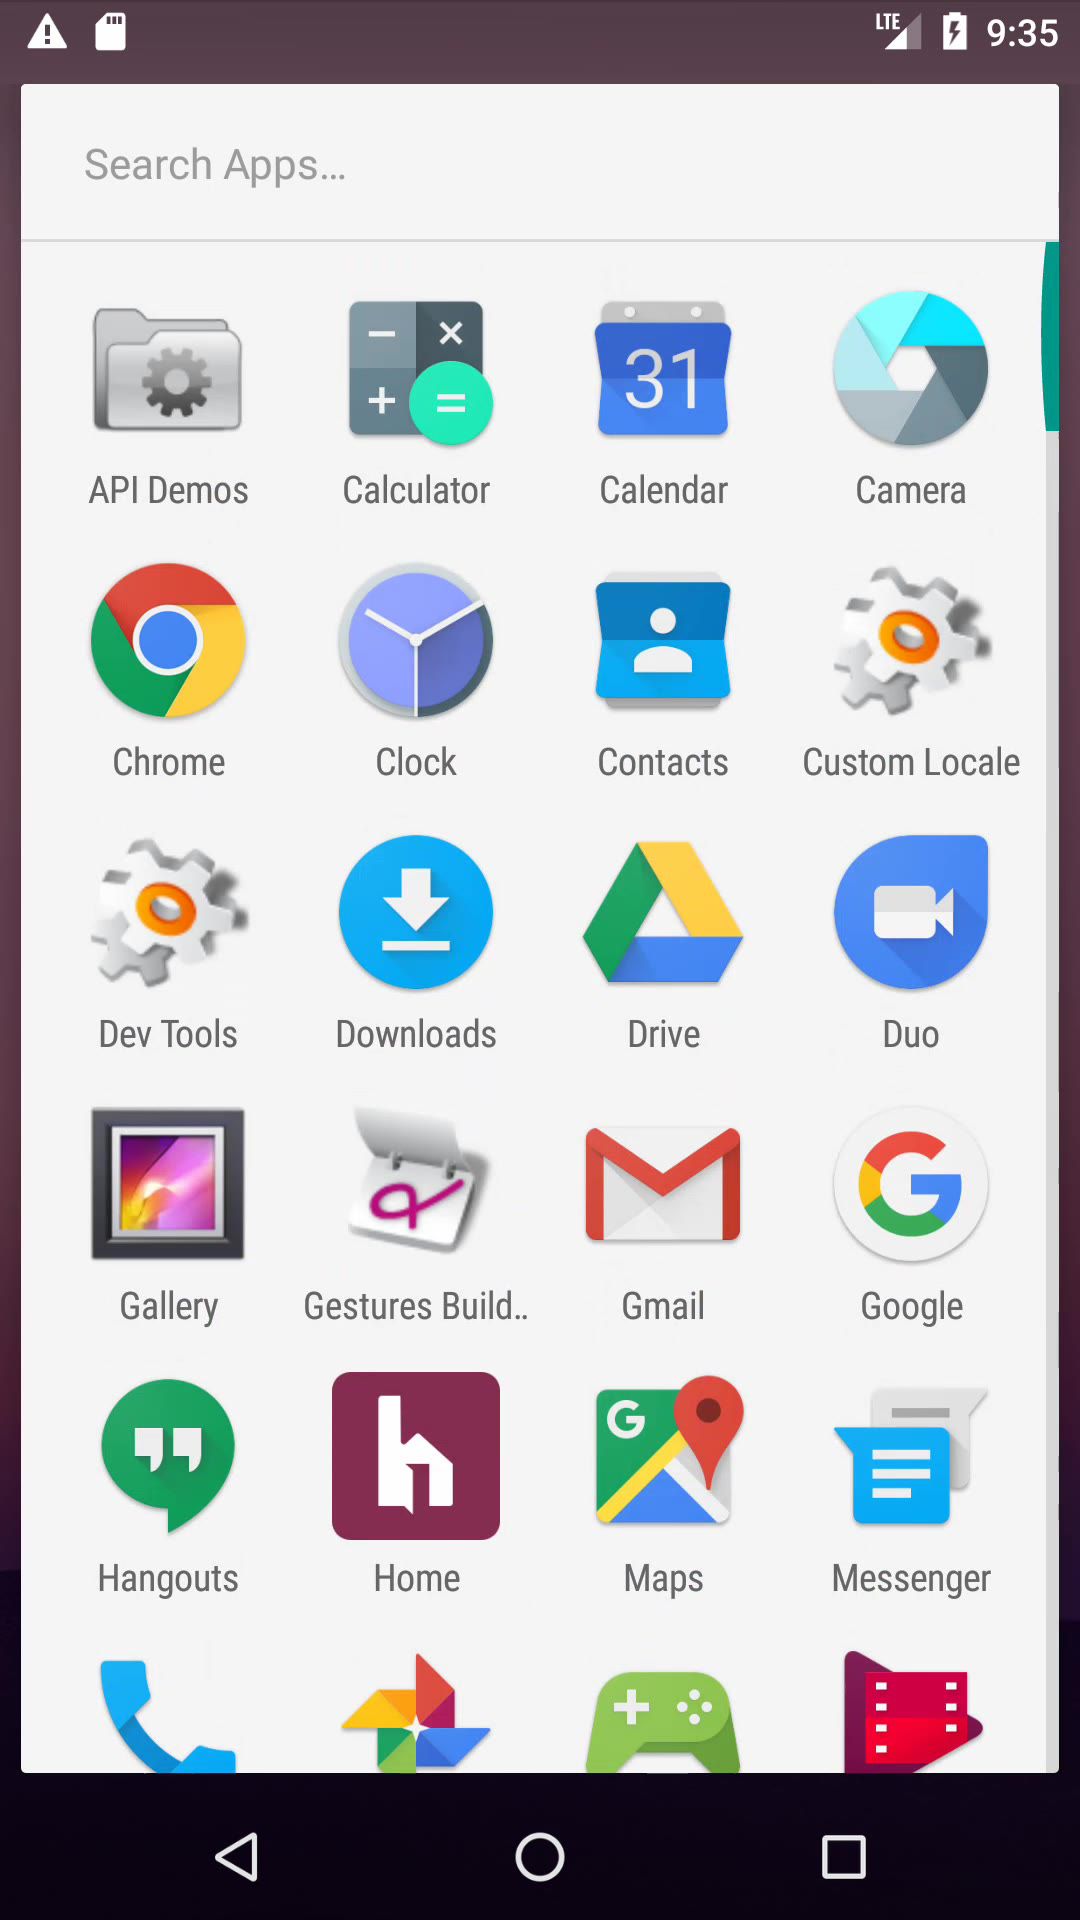 LTE 9:35
Search Apps...
31
API Demos Calculator Calendar Camera
Chrome Clock Contacts Custom Locale
Dev Tools Downloads Drive Duo
Gallery Gestures Build.. Gmail Google
Hangouts Home Maps Messenger